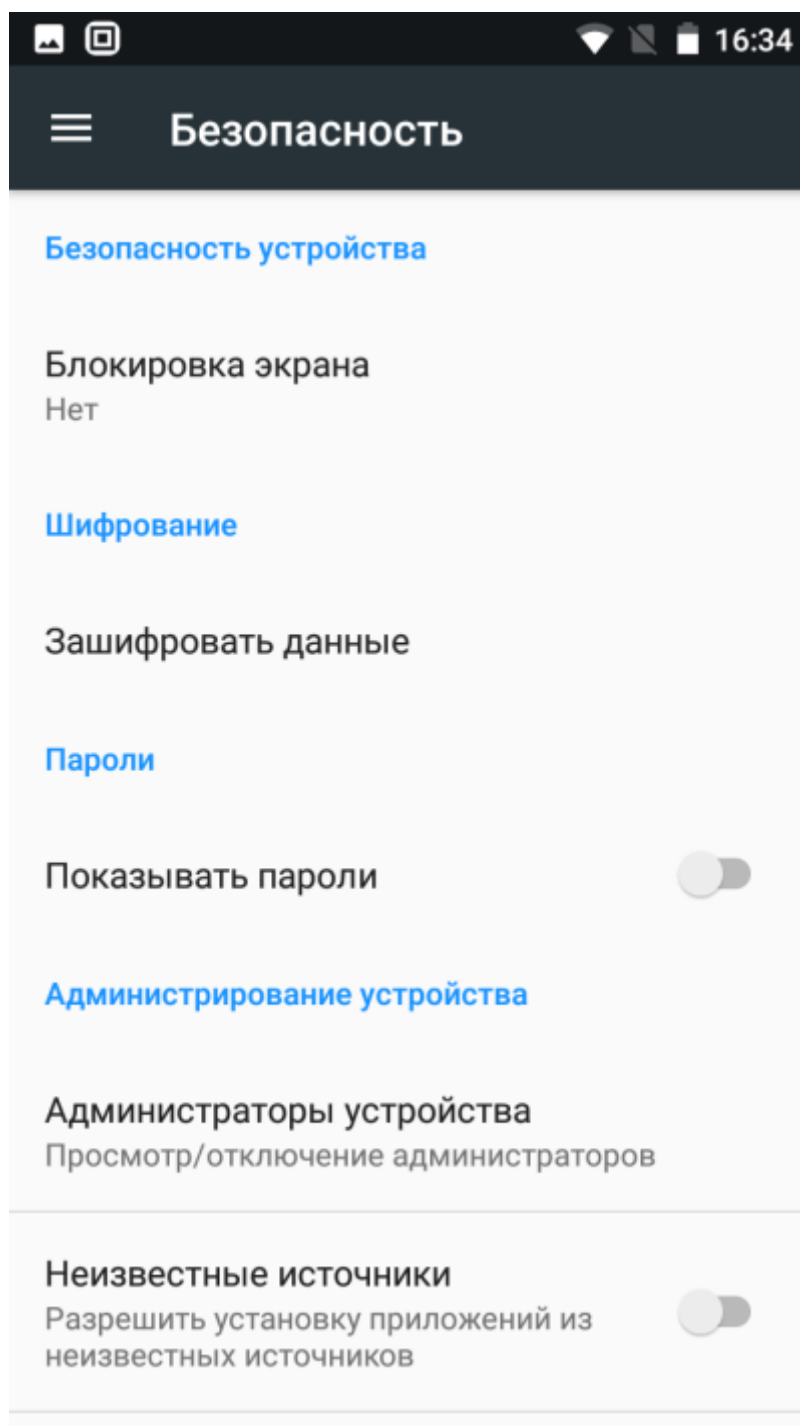 16:34
Безопасность
Безопасность устройства
Блокировка экрана
Нет
Шифрование
Зашифровать данные
Пароли
Показывать пароли
Администрирование устройства
Администраторы устройства
Просмотр/отключение администраторов
Неизвестные источники
Разрешить установку приложений из
неизвестных источников